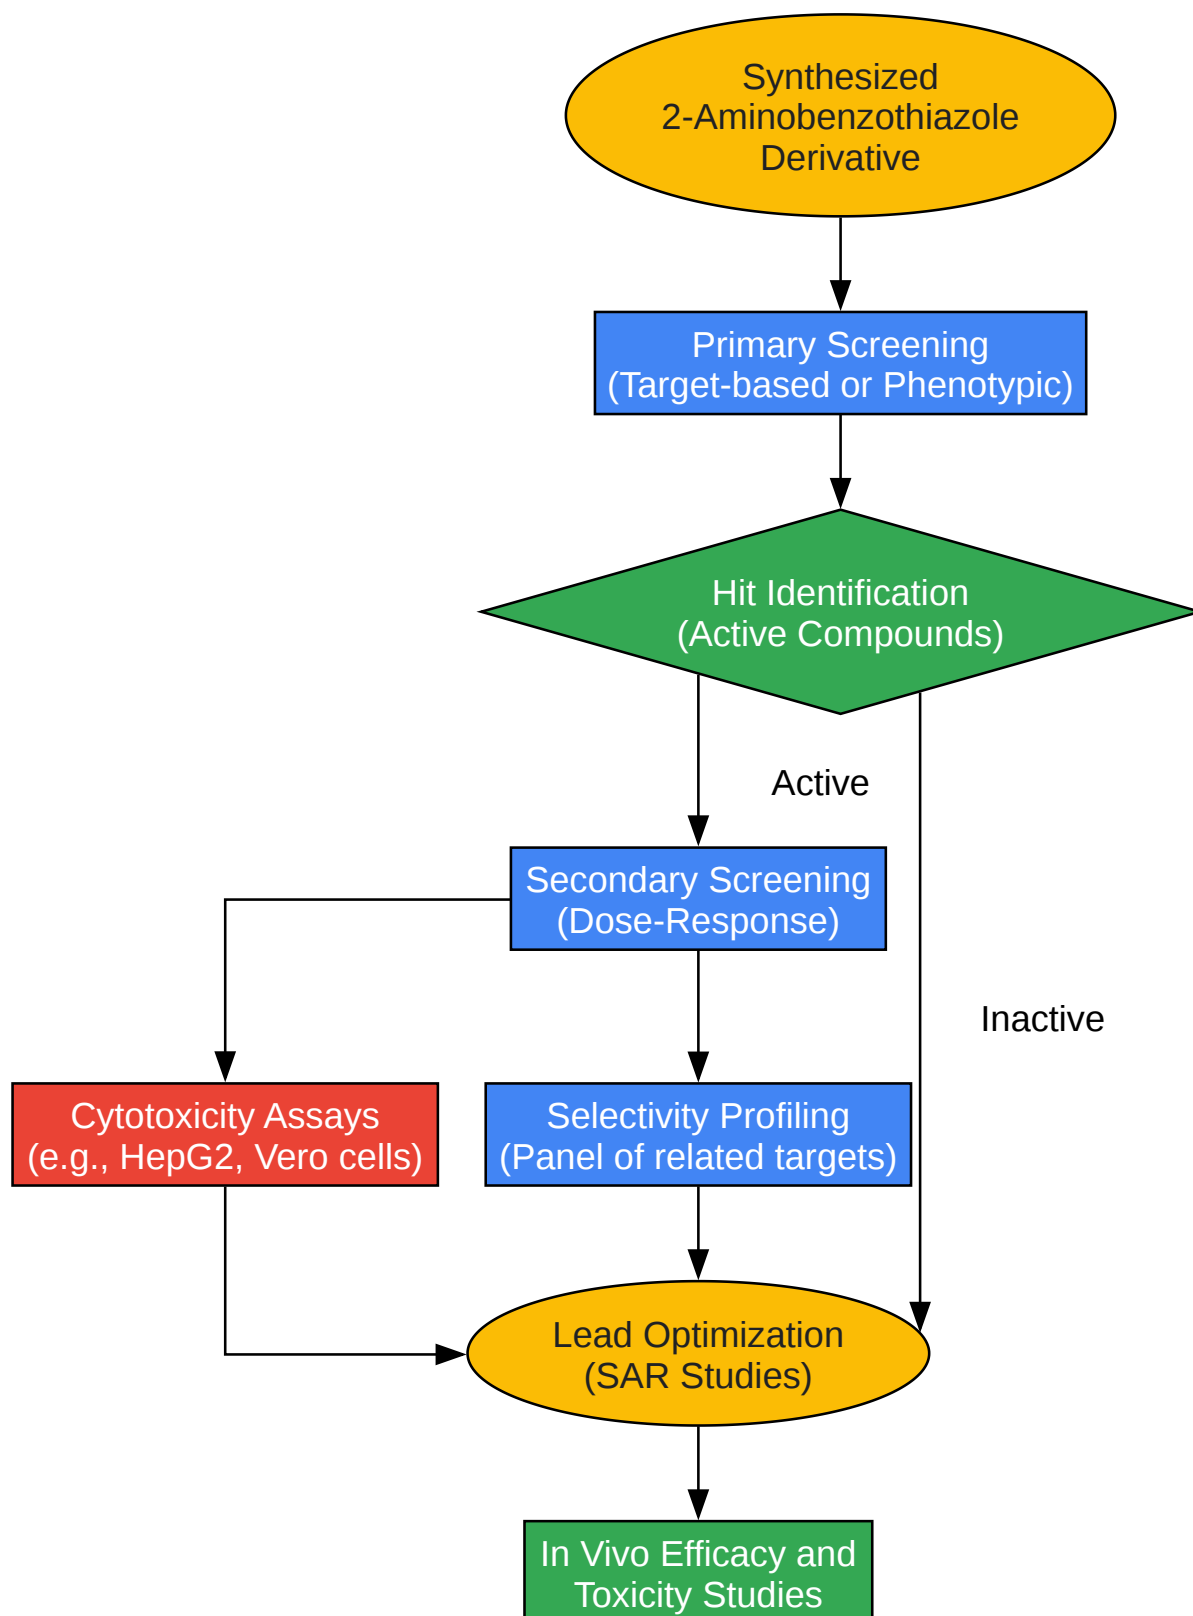 Synthesized
2-Aminobenzothiazole
Derivative
Primary Screening
(Target-based or Phenotypic)
Hit Identification
(Active Compounds)
Active
Secondary Screening
(Dose-Response)
Inactive
Cytotoxicity Assays
(e.g., HepG2, Vero cells)
Selectivity Profiling
(Panel of related targets)
Lead Optimization
(SAR Studies)
In Vivo Efficacy and
Toxicity Studies